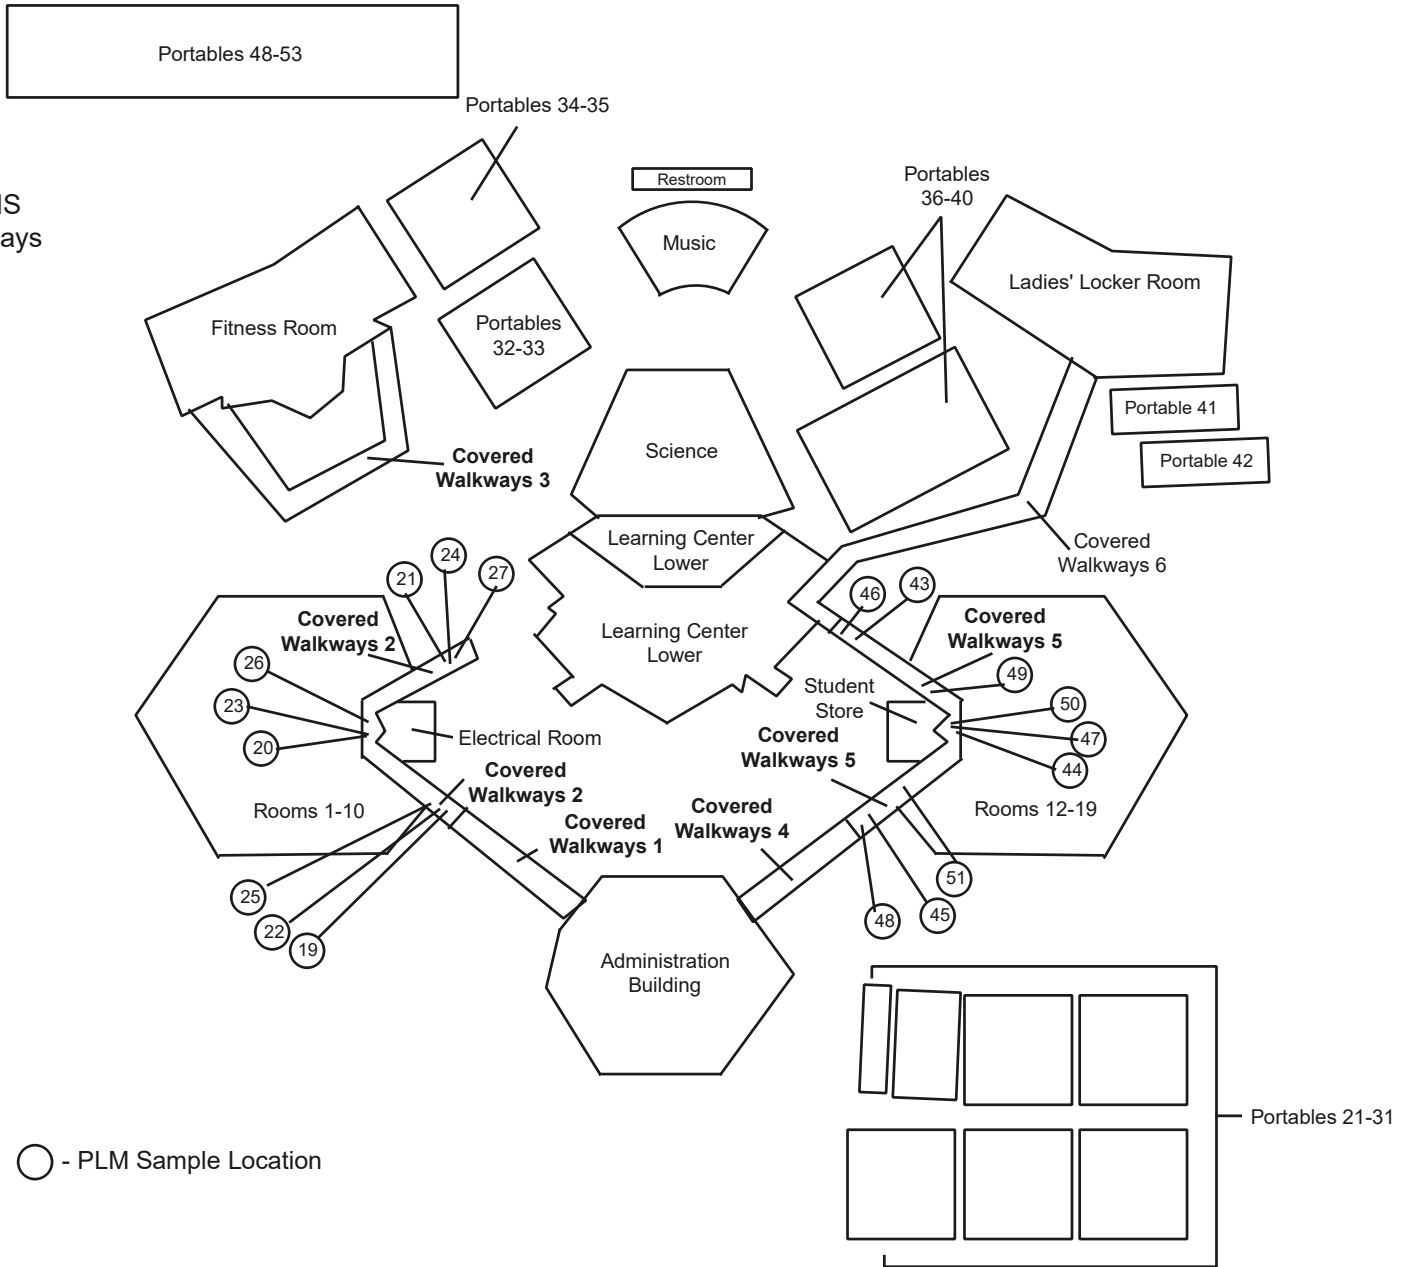 Portables 48-53
Portables 34-35
Restroom
Music
Portables
36-40
Ladies' Locker Room
ays
Fitness Room
Portables
32-33
Portable 41
Portable 42
Science
Covered
Walkways 3
Learning Center
Lower
Covered
Walkways 6
24
21
27
46
43
Covered
Walkways 2
Learning Center
Lower
Covered
Walkways 5
26
49
23
Student
Store
50
20
Electrical Room
Covered
Walkways 5
47
44
Covered
Walkways 2
Rooms 1-10
Covered
Walkways 1
Covered
Walkways 4
Rooms 12-19
25
22
19
51
48
45
Administration
Building
Portables 21-31
- PLM Sample Location